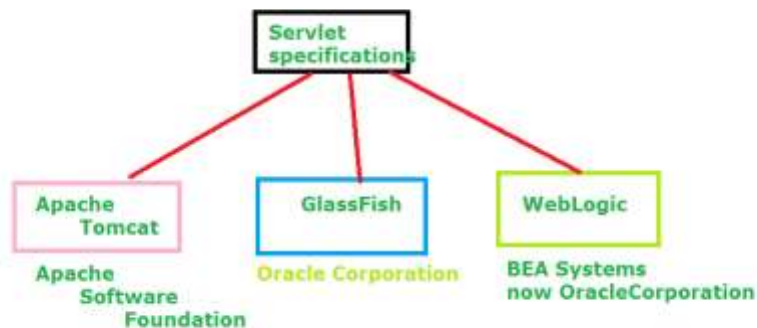 Servlet
specifications
Apache
Tomcat
GlassFish
WebLogic
Apache
Software
Foundation
Oracle Corporation
BEA Systems
now OracleCorporation